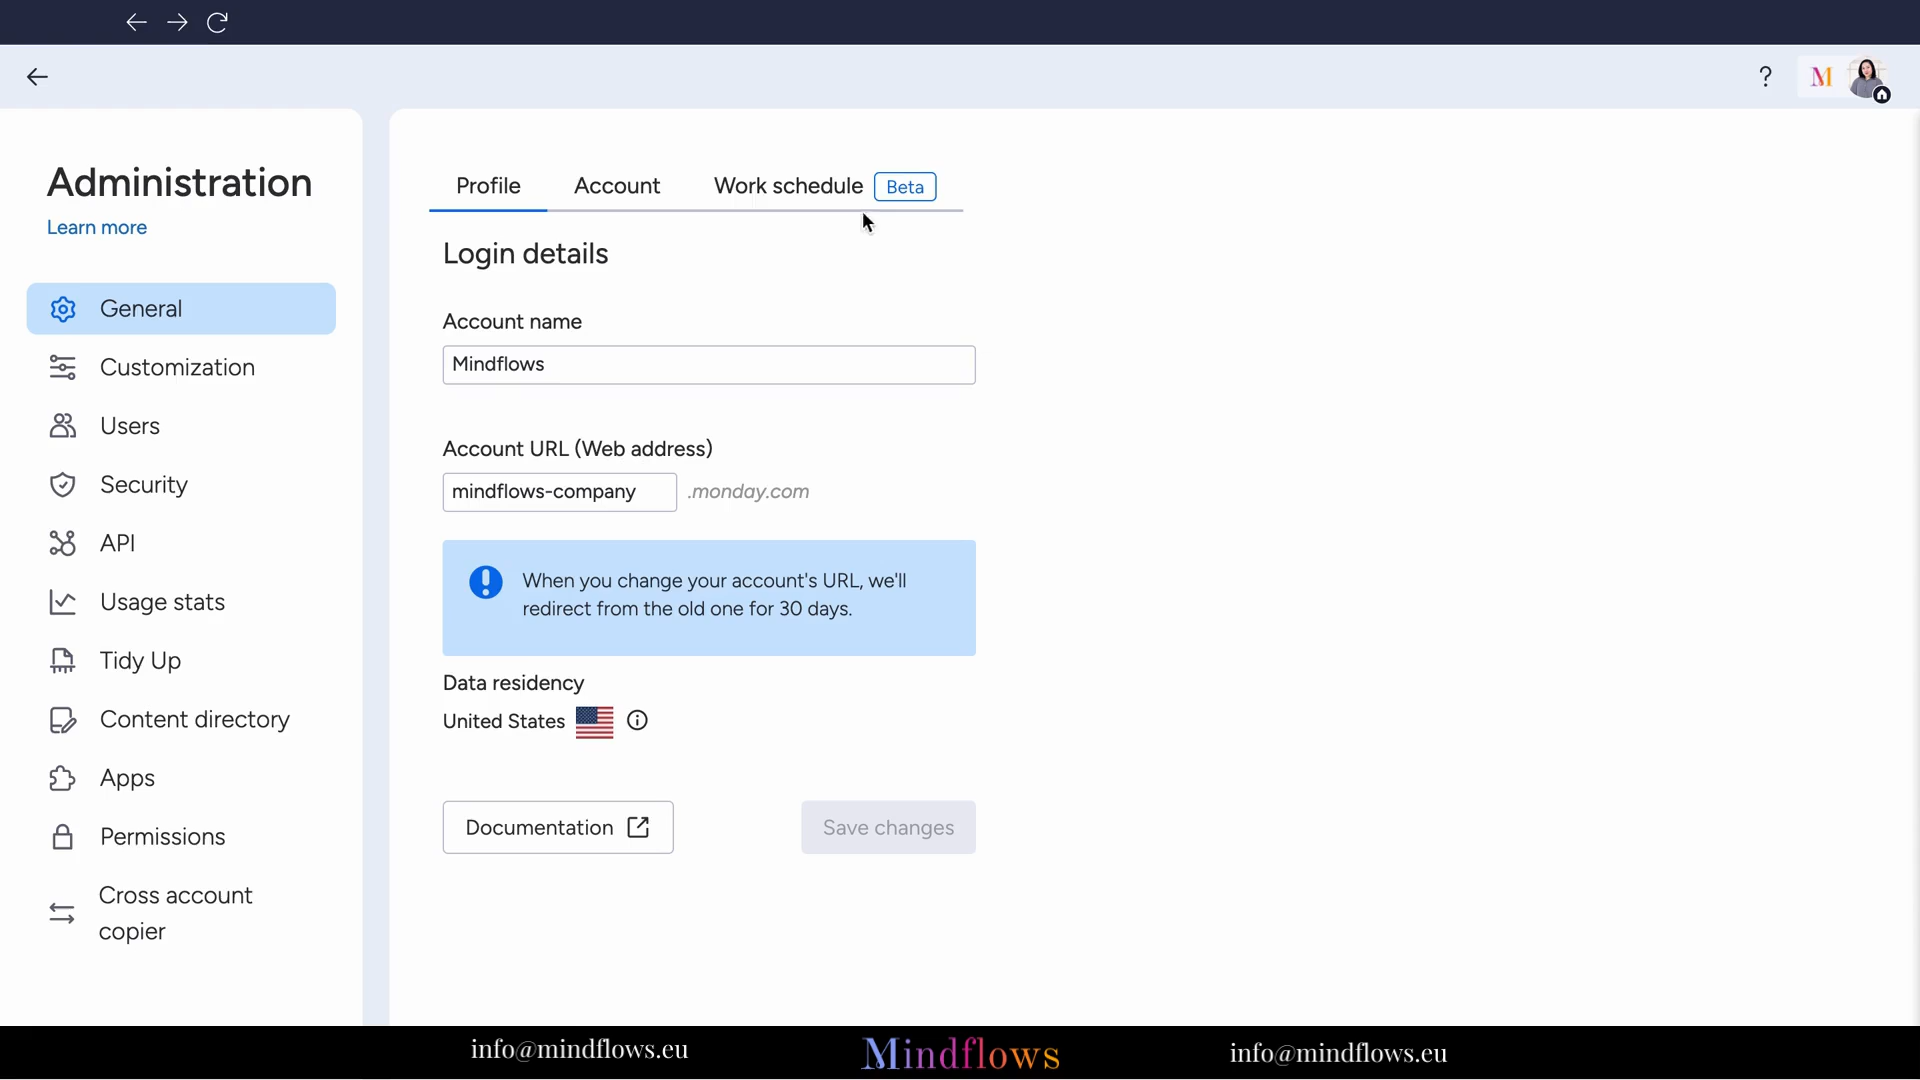 ?
M
Administration
Learn more
General
Customization
Users
Security
API
Usage stats
Tidy Up
Content directory
Apps
Permissions
Cross account
copier
Profile
Account
Work schedule
Beta
Login details
Account name
Mindflows
Account URL (Web address)
mindflows-company
.monday.com
When you change your account's URL, we'll
redirect from the old one for 30 days.
Data residency
United States
Documentation
Save changes
info@mindflows.eu
Mindflows
info@mindflows.eu